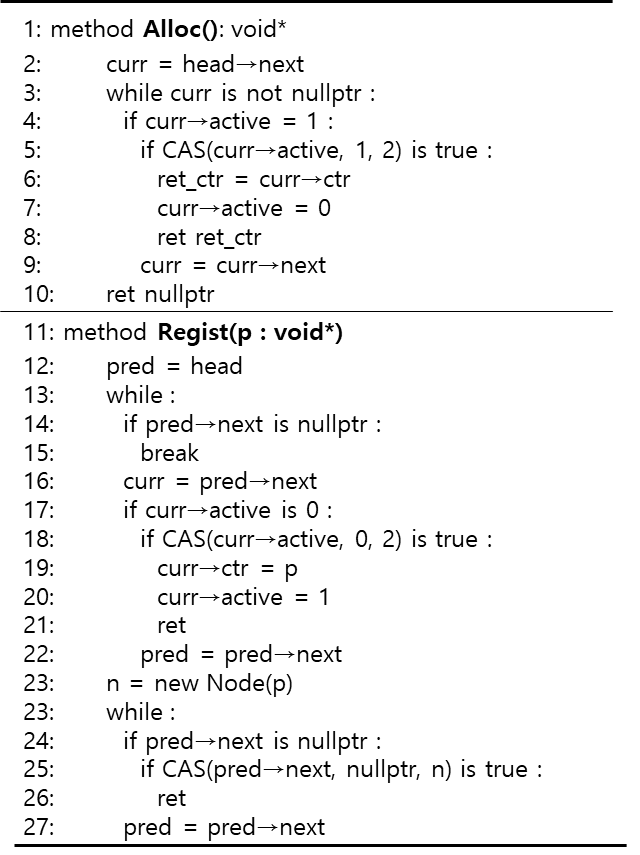 1: method Alloc(): void*
2: curr = head→next
3: while curr is not nullptr :
4: if curr→active = 1 :
5: if CAS(curr→active, 1, 2) is true :
6: ret_ctr = curr→ctr
7: curr→active = 0
8: ret ret_ctr
9: curr = curr→next
10: ret nullptr
11: method Regist(p : void*)
12: pred = head
13: while :
14: if pred→next is nullptr :
15: break
16: curr = pred→next
17: if curr→active is 0 :
18: if CAS(curr→active, 0, 2) is true :
19: curr→ctr = p
20: curr→active = 1
21: ret
22: pred = pred→next
23: n = new Node(p)
23: while :
24: if pred→next is nullptr :
25: if CAS(pred→next, nullptr, n) is true :
26: ret
27: pred = pred→next